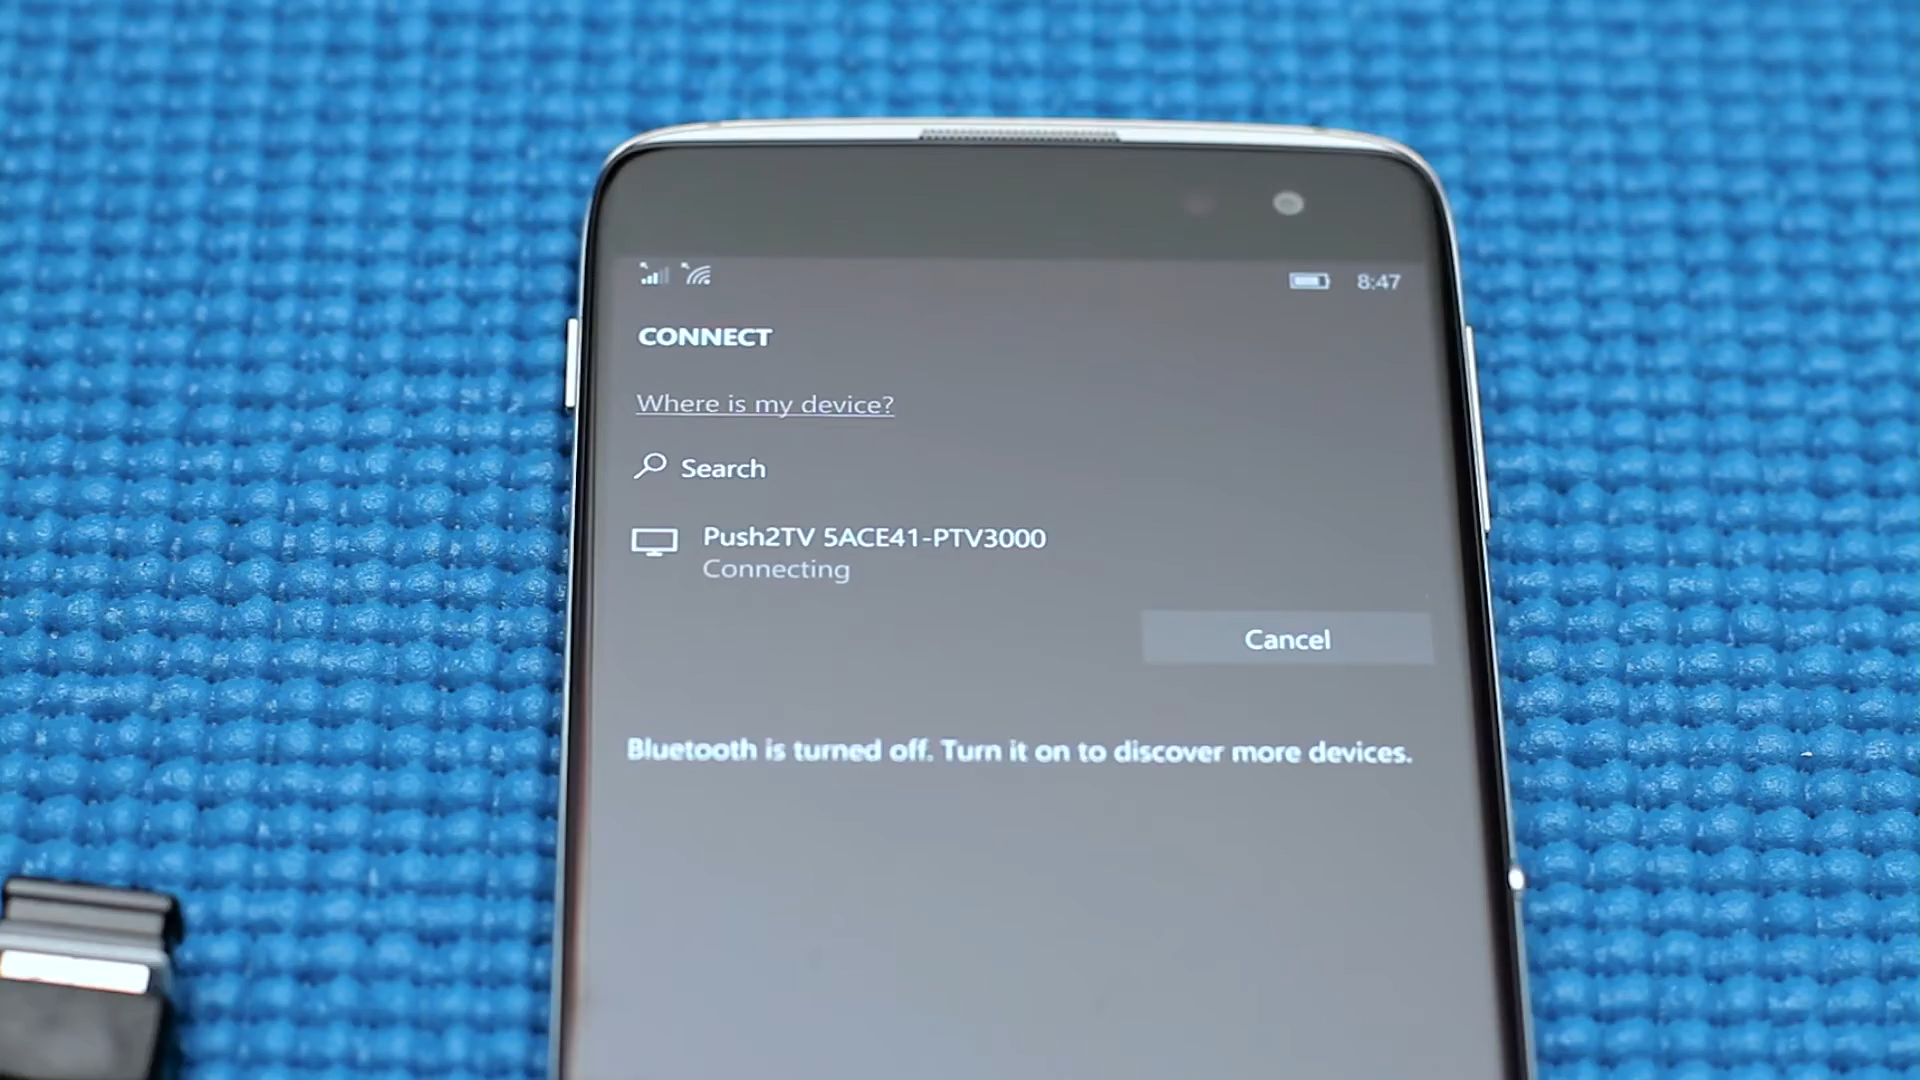 8:47
CONNECT
Where is my device?
Search
Push2TV 5ACE41-PTV3000
Connecting
Cancel
Bluetooth is turned off. Turn it on to discover more devices.